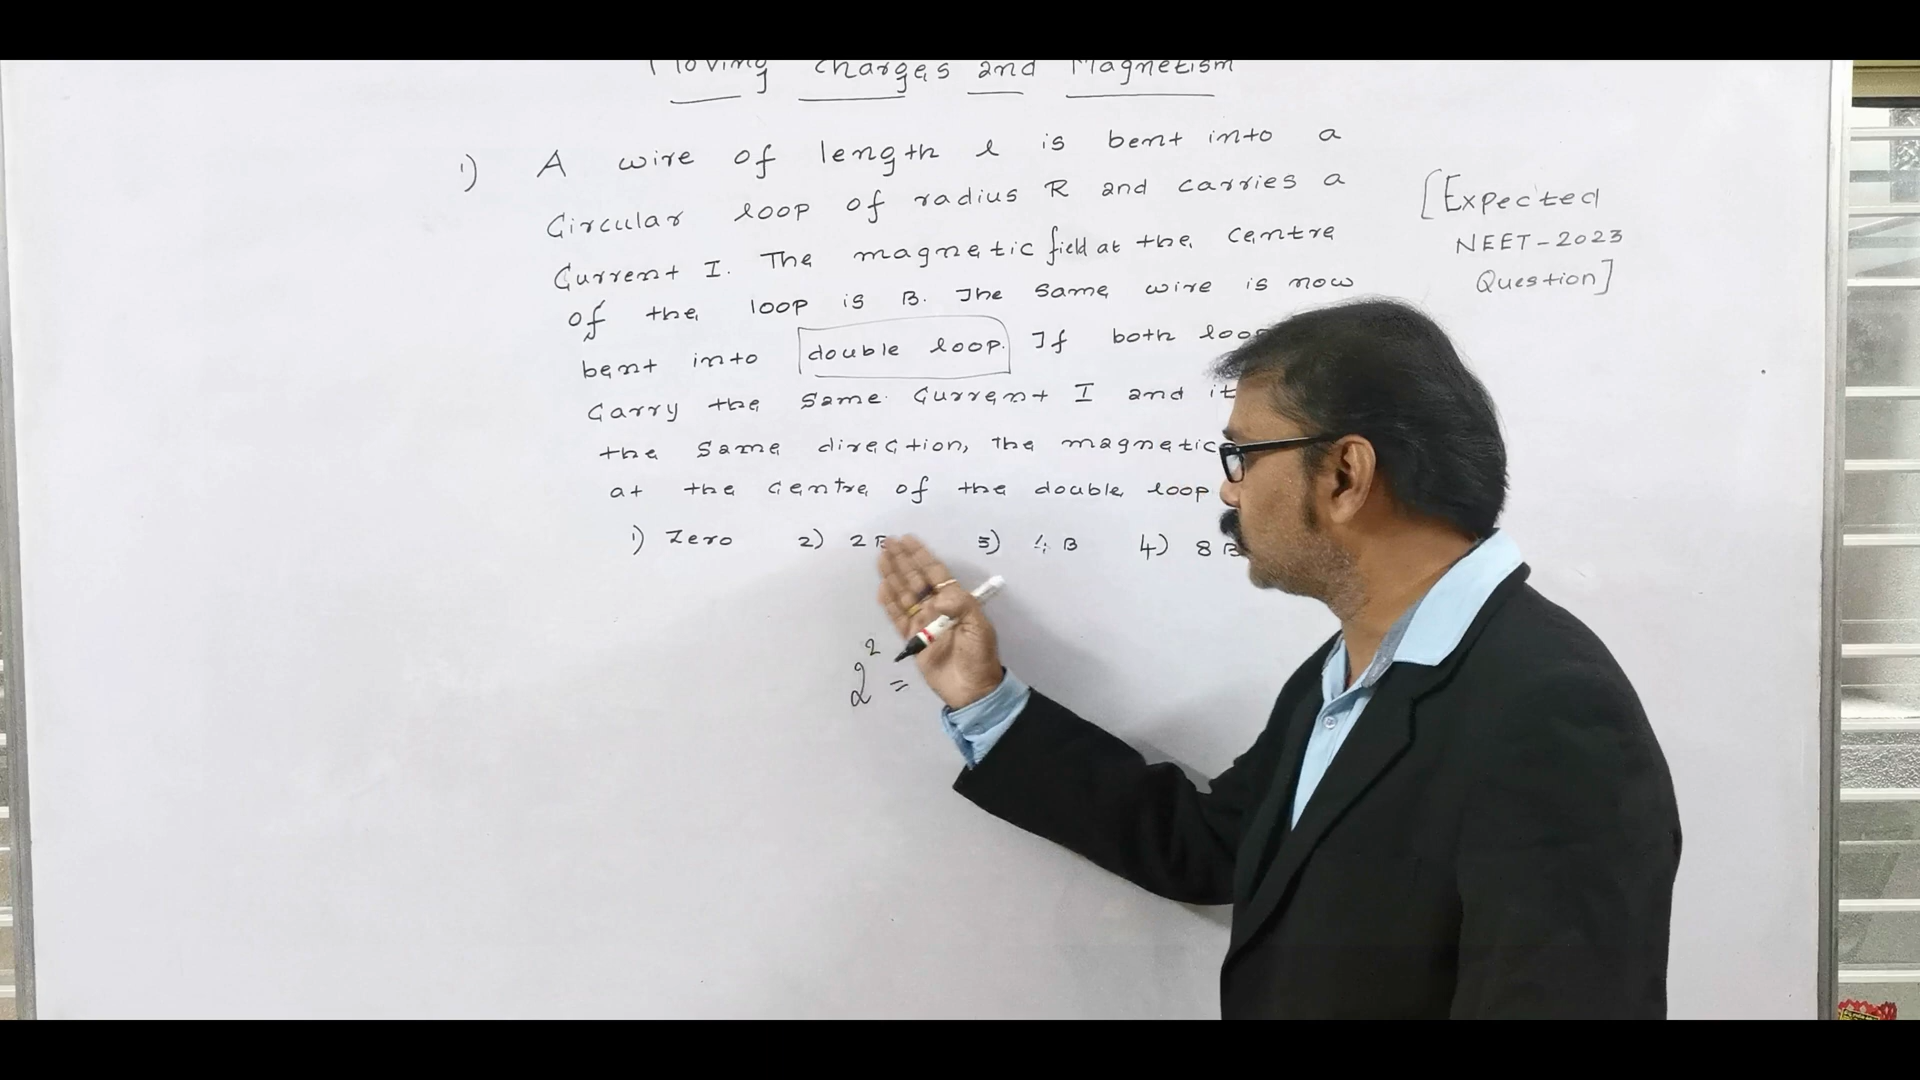 Moving Charges and Magnetism
1) A wire of length l is bent into a
Circular loop of radius R and carries a
Current I. The magnetic field at the centre
of the loop is B. The same wire is now
bent into double loop. If both
Carry the same Current I and
the same direction, the magnetic
at the centre of the double loop
1) Zero 2) 2B 3) 4B 4) 8B
[Expected
NEET-2023
Question]
2² =